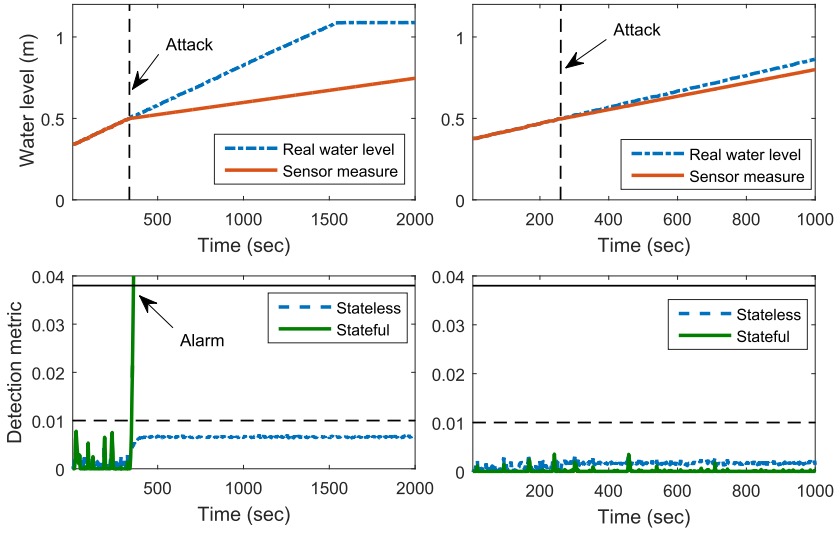 Water level (m)
1
0.5
0
Attack
Real water level
Sensor measure
500
1000
1500
2000
Time (sec)
1
0.5
0
Attack
Real water level
Sensor measure
200
400
600
800
1000
Time (sec)
Detection metric
0.04
0.03
0.02
0.01
0
Alarm
Stateless
Stateful
500
1000
1500
2000
Time (sec)
0.04
0.03
0.02
0.01
0
Stateless
Stateful
200
400
600
800
1000
Time (sec)